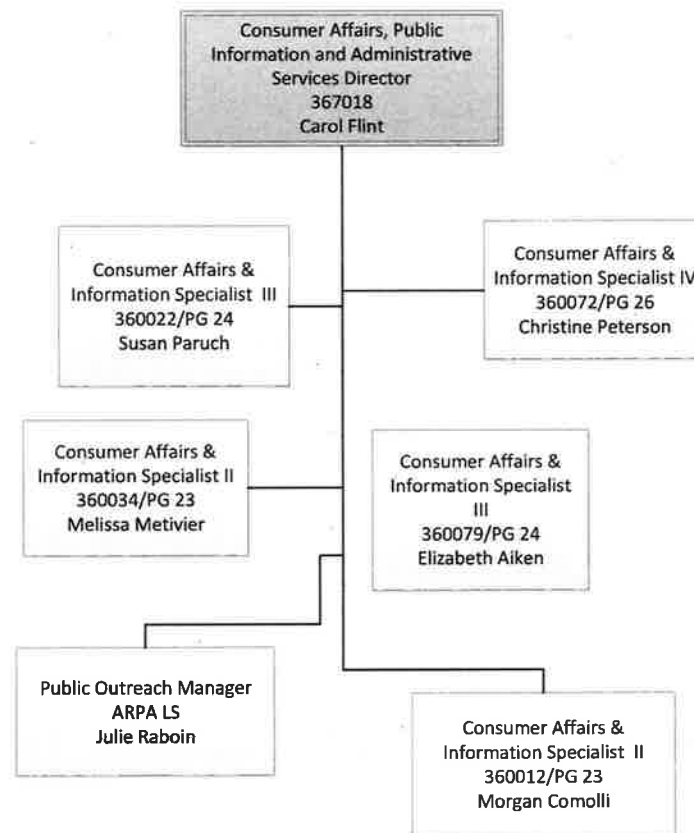 Consumer Affairs, Public
Information and Administrative
Services Director
367018
Carol Flint
Consumer Affairs &
Information Specialist III
360022/PG 24
Susan Paruch
Consumer Affairs &
Information Specialist IV
360072/PG 26
Christine Peterson
Consumer Affairs &
Information Specialist II
360034/PG 23
Melissa Metivier
Consumer Affairs &
Information Specialist
III
360079/PG 24
Elizabeth Aiken
Public Outreach Manager
ARPA LS
Julie Raboin
Consumer Affairs &
Information Specialist II
360012/PG 23
Morgan Comolli